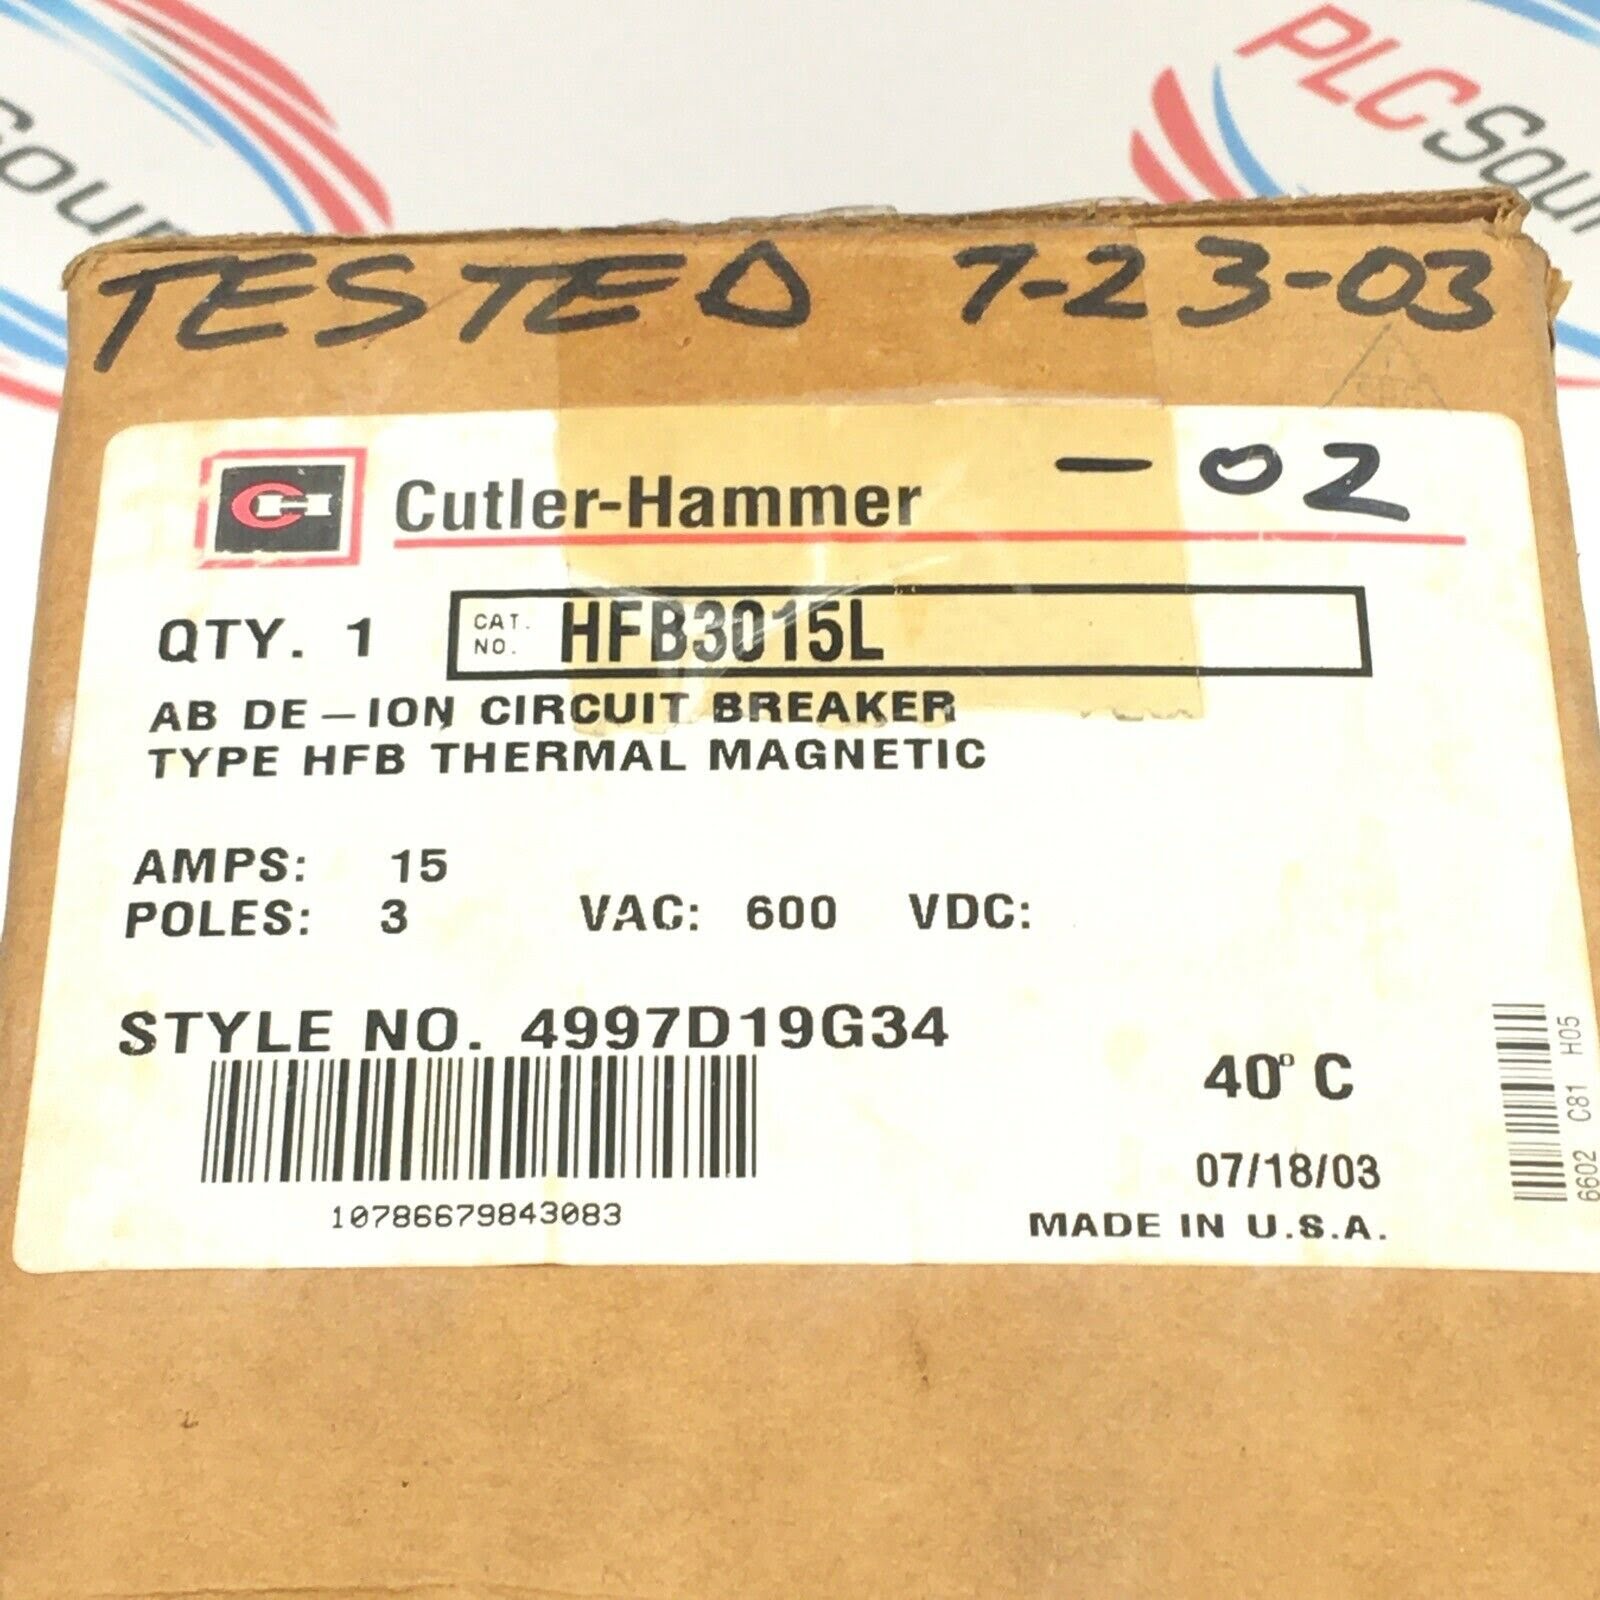 PLCSour
Sour
TESTED 7-23-03
CH Cutler-Hammer -02
QTY. 1 CAT. NO. HFB3015L
AB DE-ION CIRCUIT BREAKER
TYPE HFB THERMAL MAGNETIC
AMPS: 15
POLES: 3 VAC: 600 VDC:
STYLE NO. 4997D19G34
40°C
10786679843083
07/18/03
MADE IN U.S.A.
6602 C81 H05